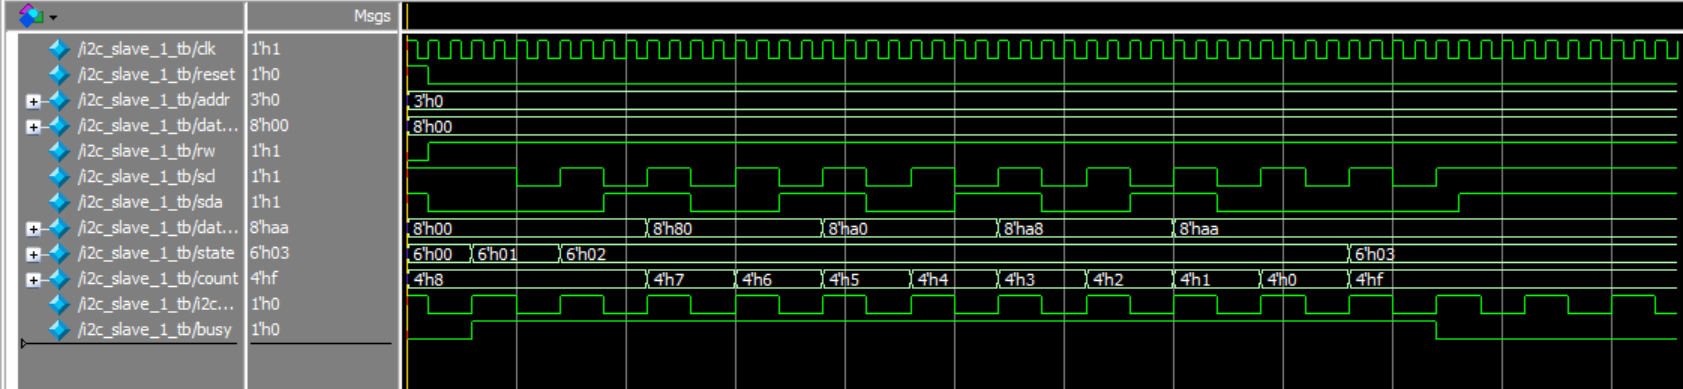 Msgs
/i2c_slave_1_tb/clk 1'h1
/i2c_slave_1_tb/reset 1'h0
/i2c_slave_1_tb/addr 3'h0 3'h0
/i2c_slave_1_tb/dat... 8'h00 8'h00
/i2c_slave_1_tb/rw 1'h1
/i2c_slave_1_tb/scl 1'h1
/i2c_slave_1_tb/sda 1'h1
/i2c_slave_1_tb/dat... 8'haa 8'h00 8'h80 8'ha0 8'ha8 8'haa
/i2c_slave_1_tb/state 6'h03 6'h00 6'h01 6'h02 6'h03
/i2c_slave_1_tb/count 4'hf 4'h8 4'h7 4'h6 4'h5 4'h4 4'h3 4'h2 4'h1 4'h0 4'hf
/i2c_slave_1_tb/i2c... 1'h0
/i2c_slave_1_tb/busy 1'h0